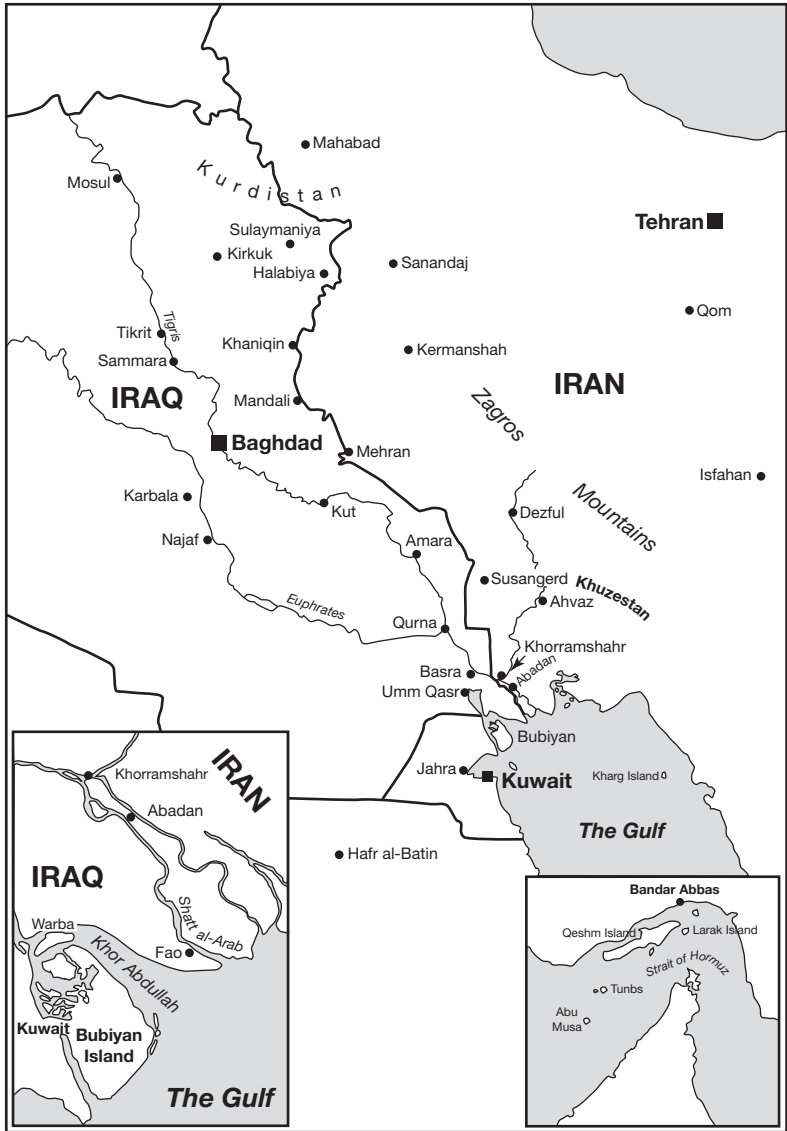 Mahabad
Mosul
Kurdistan
Tehran
Sulaymaniya
Kirkuk
Sanandaj
Halabiya
Qom
Tigris
Tikrit
Khaniqin
Kermanshah
Sammara
IRAQ
IRAN
Mandali
Zagros
Baghdad
Mehran
Isfahan
Karbala
Kut
Dezful
Mountains
Najaf
Amara
Susangerd
Khuzestan
Ahvaz
Euphrates
Qurna
Khorramshahr
Basra
Abadan
Umm Qasr
Bubiyan
Jahra
Kuwait
Kharg Island
The Gulf
Hafr al-Batin
Khorramshahr
IRAN
Abadan
IRAQ
Shatt
al-Arab
Warba
Khor Abdullah
Fao
Kuwait
Bubiyan
Island
The Gulf
Bandar Abbas
Qeshm Island
Larak Island
Strait of Hormuz
Tunbs
Abu
Musa